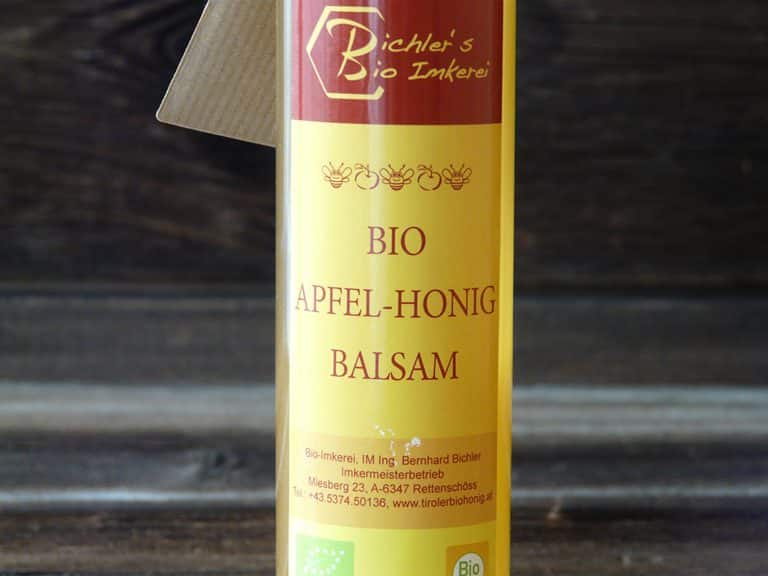 Bichler's
Bio Imkerei
BIO
APFEL-HONIG
BALSAM
Bio-Imkerei, IM Ing. Bernhard Bichler
Imkermeisterbetrieb
Miesberg 23, A-6347 Rettenschöss
Tel.: +43.5374.50136, www.tirolerbiohonig.at
Bio